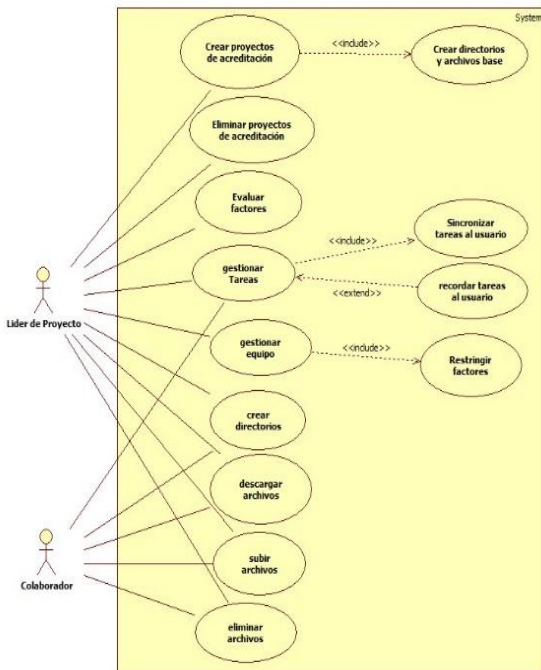 System
Crear proyectos
de acreditación
<<include>>
Crear directorios
y archivos base
Eliminar proyectos
de acreditación
Evaluar
factores
Sincronizar
tareas al usuario
<<include>>
gestionar
Tareas
recordar tareas
al usuario
<<extend>>
Lider de Proyecto
gestionar
equipo
<<include>>
Restringir
factores
crear
directorios
descargar
archivos
subir
archivos
Colaborador
eliminar
archivos